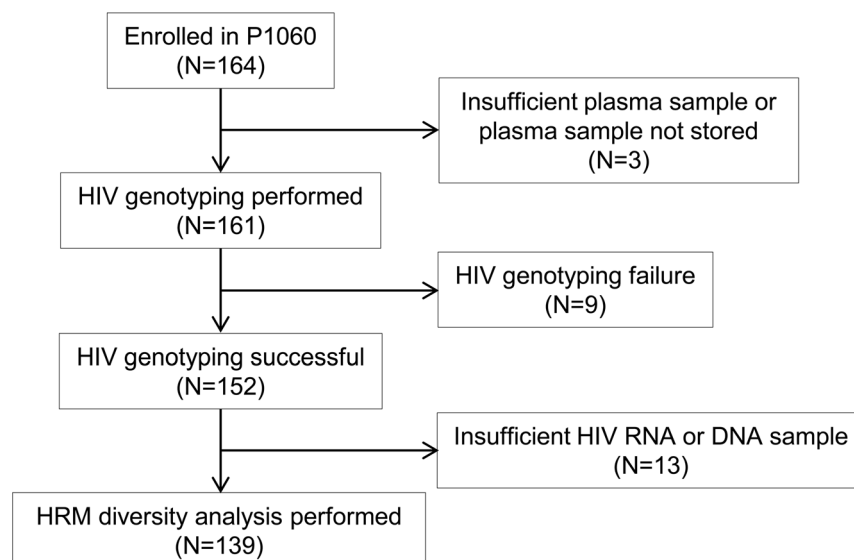 Enrolled in P1060
(N=164)
Insufficient plasma sample or
plasma sample not stored
(N=3)
HIV genotyping performed
(N=161)
HIV genotyping failure
(N=9)
HIV genotyping successful
(N=152)
Insufficient HIV RNA or DNA sample
(N=13)
HRM diversity analysis performed
(N=139)